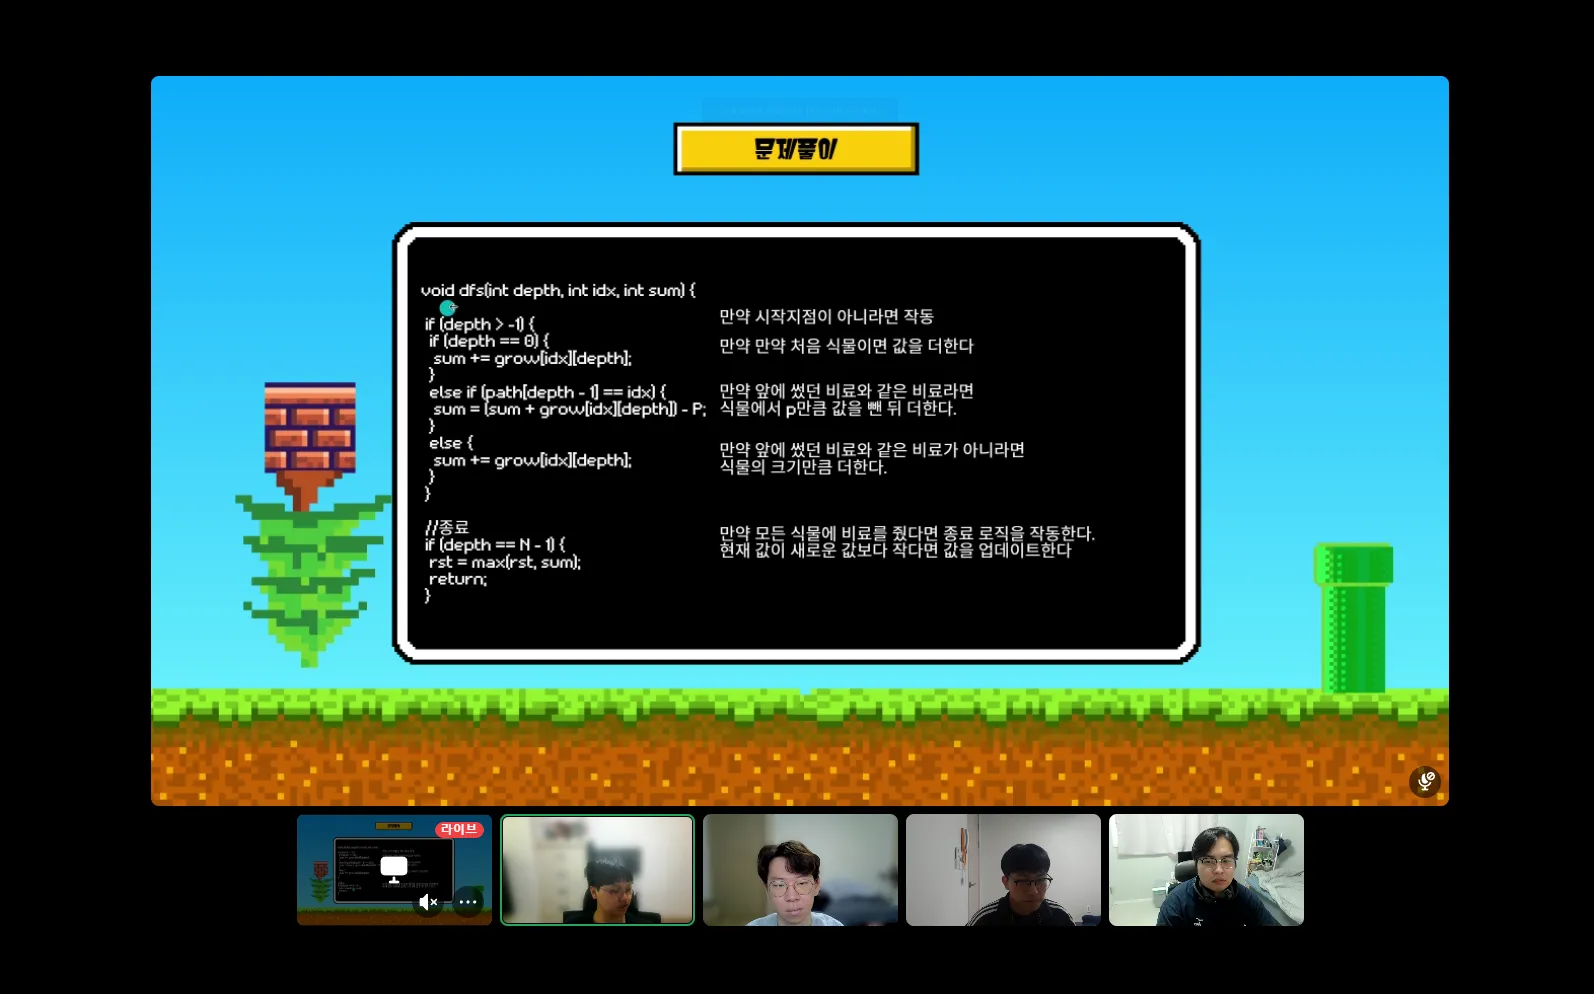 문제풀이
void dfs(int depth, int idx, int sum) {
if (depth > -1) {
만약 시작지점이 아니라면 작동
if (depth == 0) {
만약 만약 처음 식물이면 값을 더한다
sum += grow[idx][depth];
}
else if (path[depth - 1] == idx) {
만약 앞에 썼던 비료와 같은 비료라면
sum = (sum + grow[idx][depth]) - P;
식물에서 p만큼 값을 뺀 뒤 더한다.
}
else {
만약 앞에 썼던 비료와 같은 비료가 아니라면
sum += grow[idx][depth];
식물의 크기만큼 더한다.
}
}
//종료
만약 모든 식물에 비료를 줬다면 종료 로직을 작동한다.
if (depth == N - 1) {
현재 값이 새로운 값보다 작다면 값을 업데이트한다
rst = max(rst, sum);
return;
}
라이브